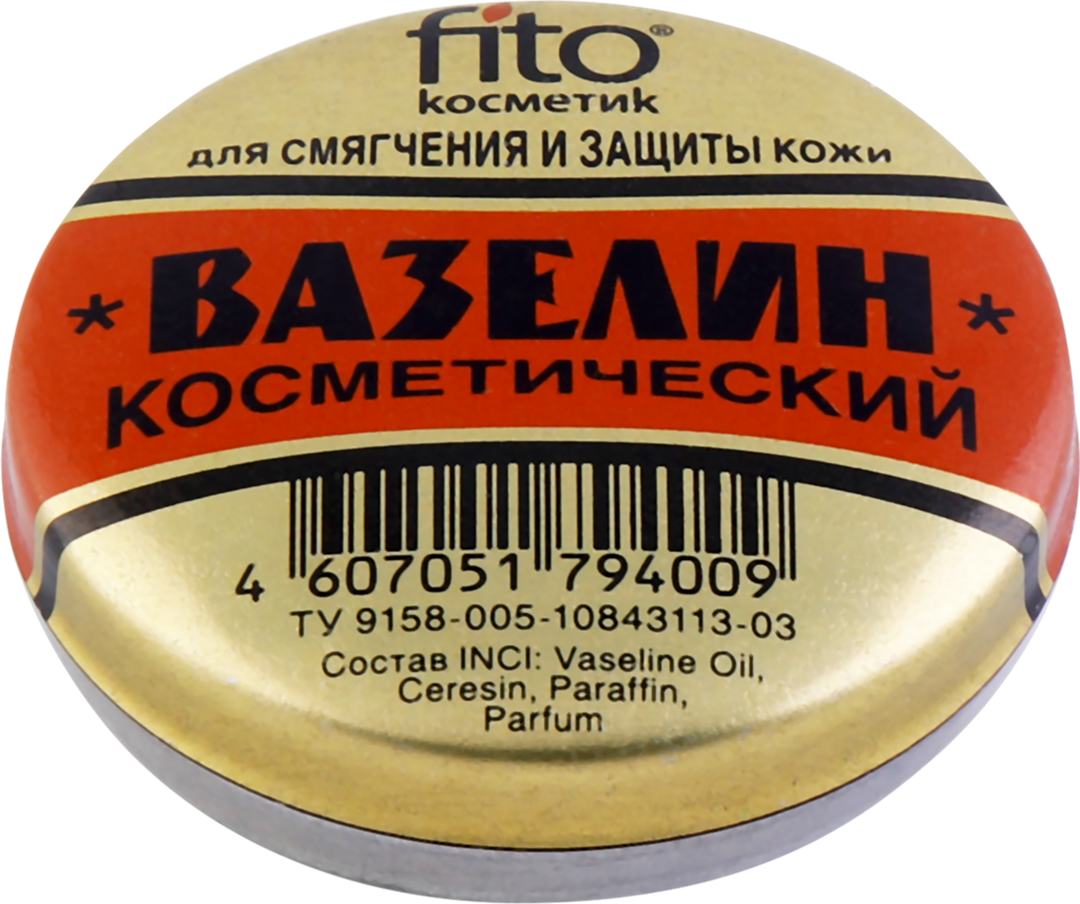 fito®
косметик
для СМЯГЧЕНИЯ И ЗАЩИТЫ кожи
* ВАЗЕЛИН *
КОСМЕТИЧЕСКИЙ
4 607051 794009
ТУ 9158-005-10843113-03
Состав INCI: Vaseline Oil,
Ceresin, Paraffin,
Parfum